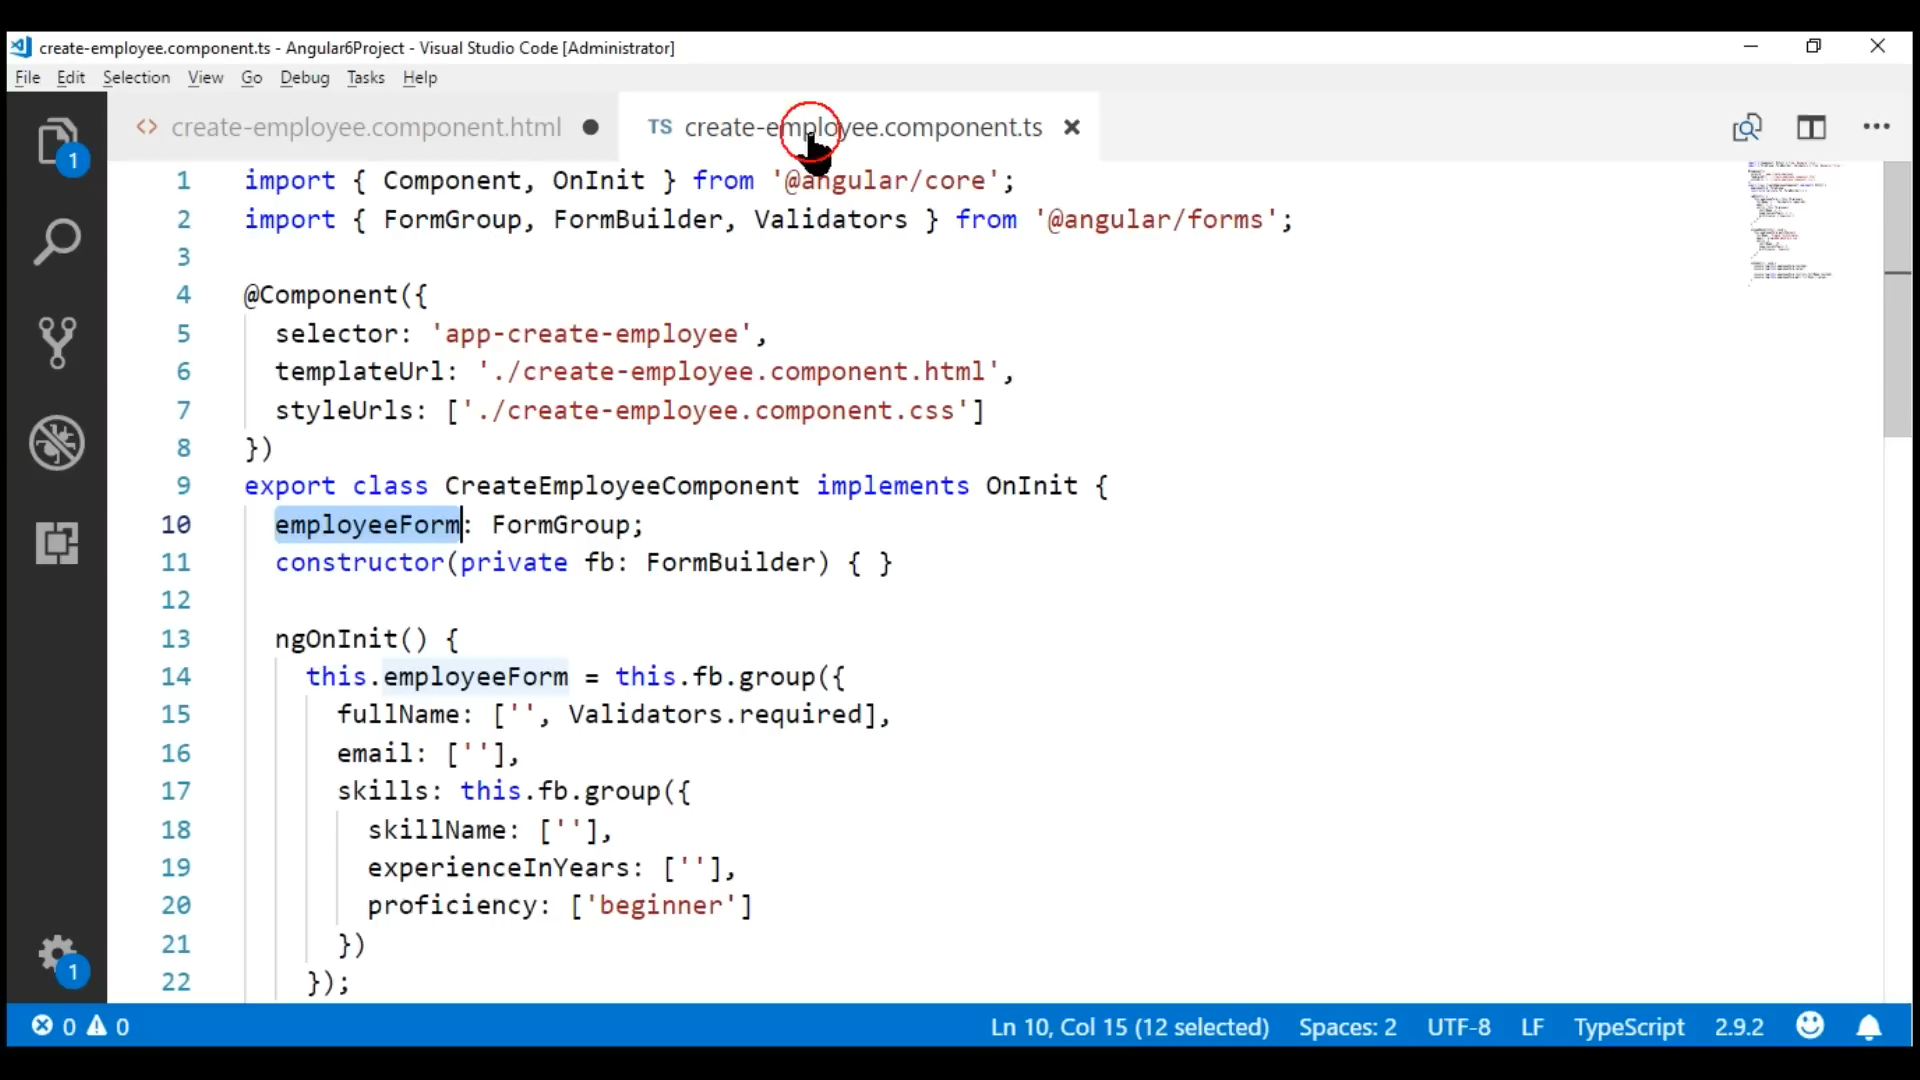 create-employee.component.ts - Angular6Project - Visual Studio Code [Administrator]
File Edit Selection View Go Debug Tasks Help
<> create-employee.component.html TS create-employee.component.ts
1 import { Component, OnInit } from '@angular/core';
2 import { FormGroup, FormBuilder, Validators } from '@angular/forms';
3
4 @Component({
5 selector: 'app-create-employee',
6 templateUrl: './create-employee.component.html',
7 styleUrls: ['./create-employee.component.css']
8 })
9 export class CreateEmployeeComponent implements OnInit {
10 employeeForm: FormGroup;
11 constructor(private fb: FormBuilder) { }
12
13 ngOnInit() {
14 this.employeeForm = this.fb.group({
15 fullName: ['', Validators.required],
16 email: [''],
17 skills: this.fb.group({
18 skillName: [''],
19 experienceInYears: [''],
20 proficiency: ['beginner']
21 })
22 });
1
1
0 0 Ln 10, Col 15 (12 selected) Spaces: 2 UTF-8 LF TypeScript 2.9.2